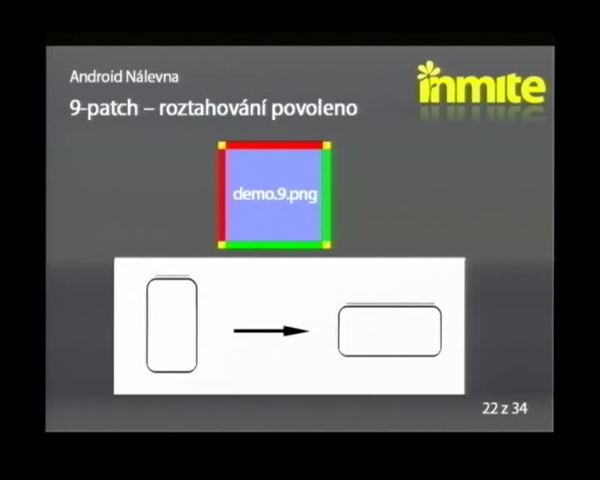 Android Nálevna
inmite
9-patch – roztahování povoleno
demo.9.png
22 z 34